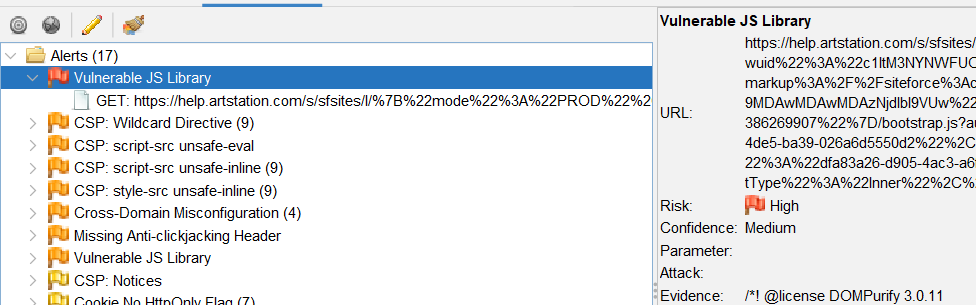 Alerts (17)
Vulnerable JS Library
GET: https://help.artstation.com/s/sfsites/l/%7B%22mode%22%3A%22PROD%22%2
CSP: Wildcard Directive (9)
CSP: script-src unsafe-eval
CSP: script-src unsafe-inline (9)
CSP: style-src unsafe-inline (9)
Cross-Domain Misconfiguration (4)
Missing Anti-clickjacking Header
Vulnerable JS Library
CSP: Notices
Cookie No HttpOnly Flag (7)
Vulnerable JS Library
https://help.artstation.com/s/sfsites/
wuid%22%3A%22c1ItM3NYNWFUO
markup%3A%2F%2Fsiteforce%3Ac
9MDAwMDAwMDAzNjdlbl9VUw%22
URL:
386269907%22%7D/bootstrap.js?au
4de5-ba39-026a6d5550d2%22%2C
22%3A%22dfa83a26-d905-4ac3-a6
tType%22%3A%22Inner%22%2C%
Risk: High
Confidence: Medium
Parameter:
Attack:
Evidence: /*! @license DOMPurify 3.0.11